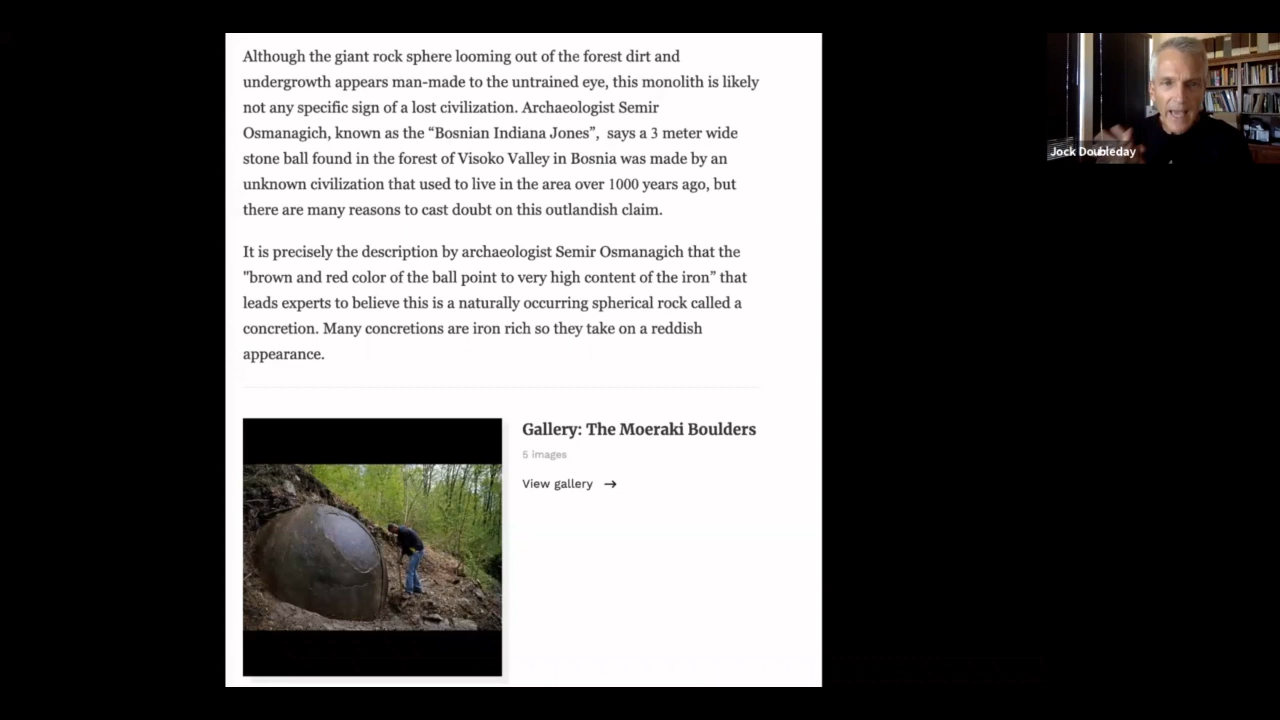 Although the giant rock sphere looming out of the forest dirt and
undergrowth appears man-made to the untrained eye, this monolith is likely
not any specific sign of a lost civilization. Archaeologist Semir
Osmanagich, known as the “Bosnian Indiana Jones”,  says a 3 meter wide
stone ball found in the forest of Visoko Valley in Bosnia was made by an
unknown civilization that used to live in the area over 1000 years ago, but
there are many reasons to cast doubt on this outlandish claim.
It is precisely the description by archaeologist Semir Osmanagich that the
"brown and red color of the ball point to very high content of the iron” that
leads experts to believe this is a naturally occurring spherical rock called a
concretion. Many concretions are iron rich so they take on a reddish
appearance.
Gallery: The Moeraki Boulders
5 images
View gallery →
Jock Doubleday